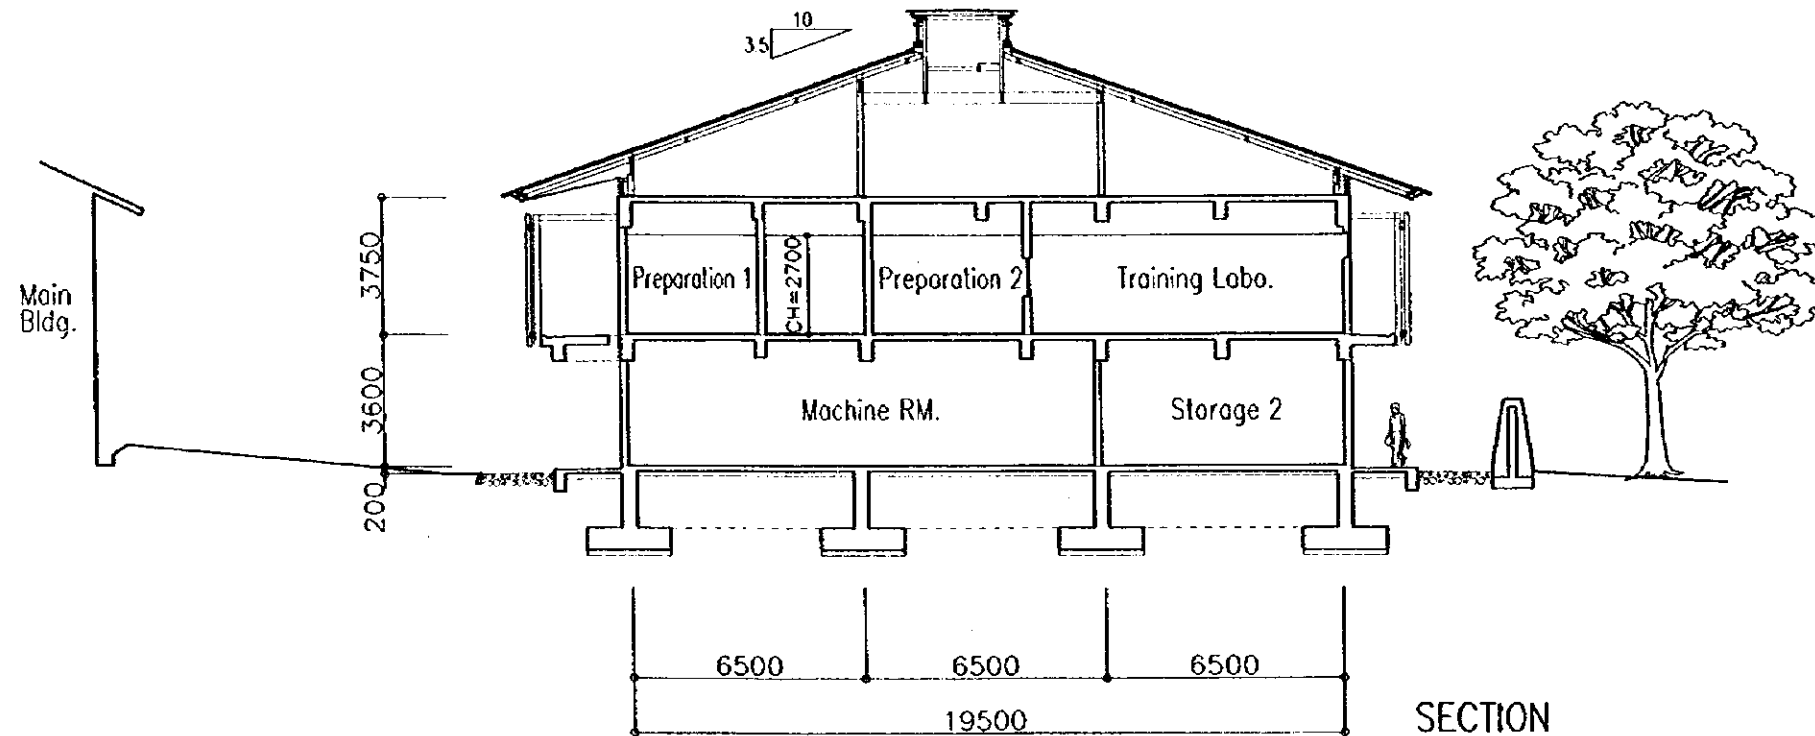 10
3.5
Main
Bldg.
3750
3600
200
Preparation 1
CH=2700
Preparation 2
Training Labo.
Machine RM.
Storage 2
6500
6500
6500
19500
SECTION